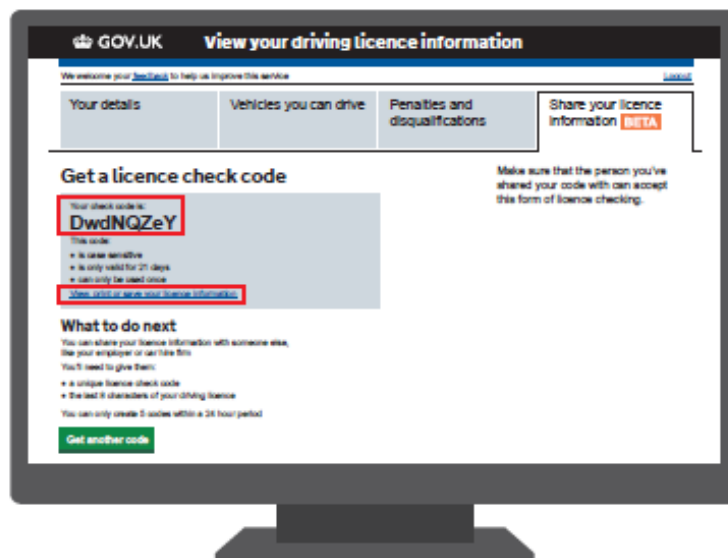 GOV.UK View your driving licence information
We welcome your feedback to help us improve this service Logout
Your details Vehicles you can drive Penalties and disqualifications Share your licence information BETA
Get a licence check code
Make sure that the person you've
shared your code with can accept
this form of licence checking.
Your check code is:
DwdNQZeY
This code:
• is case sensitive
• is only valid for 21 days
• can only be used once
View, print or save your licence information
What to do next
You can share your licence information with someone else,
like your employer or car hire firm
You'll need to give them:
• a unique licence check code
• the last 8 characters of your driving licence
You can only create 5 codes within a 24 hour period
Get another code